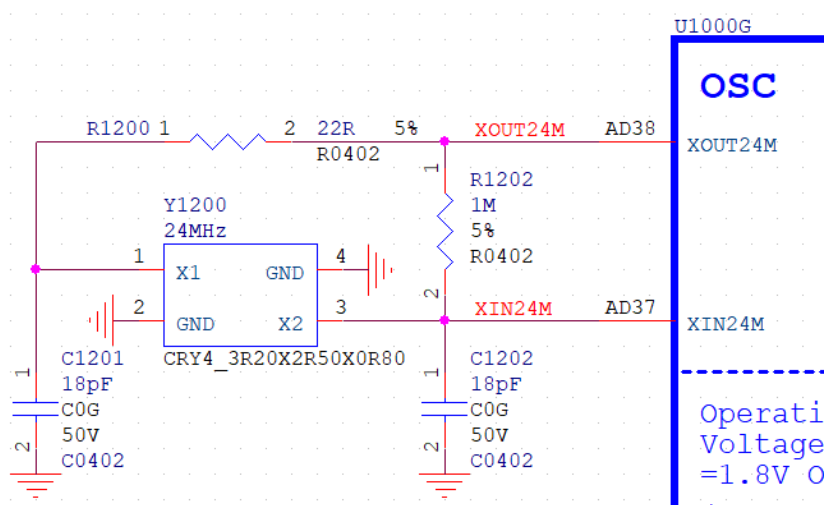 U1000G
OSC
R1200 1 2 22R 5% XOUT24M AD38
R0402
XOUT24M
1
R1202
1M
5%
R0402
2
Y1200
24MHz
1 X1 GND 4
2 GND X2 3
CRY4_3R20X2R50X0R80
XIN24M AD37
XIN24M
C1201
1
18pF
C0G
50V
2
C0402
C1202
1
18pF
C0G
50V
2
C0402
Operati
Voltage
=1.8V O